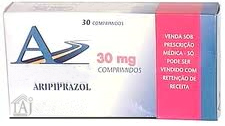 30 COMPRIMIDOS
30 mg
COMPRIMIDOS
ARIPIPRAZOL
VENDA SOB
PRESCRIÇÃO
MÉDICA - SÓ
PODE SER
VENDIDO COM
RETENÇÃO DE
RECEITA